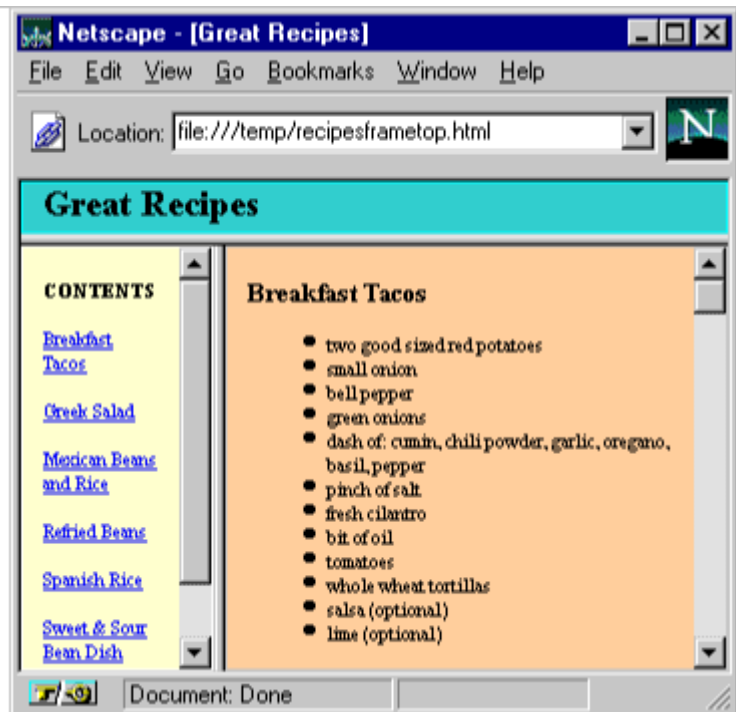 Netscape - [Great Recipes]
File Edit View Go Bookmarks Window Help
Location: file:///temp/recipesframetop.html
N
Great Recipes
CONTENTS
Breakfast
Tacos
Greek Salad
Mexican Beans
and Rice
Refried Beans
Spanish Rice
Sweet & Sour
Bean Dish
Breakfast Tacos
two good sized red potatoes
small onion
bell pepper
green onions
dash of: cumin, chili powder, garlic, oregano,
basil, pepper
pinch of salt
fresh cilantro
bit of oil
tomatoes
whole wheat tortillas
salsa (optional)
lime (optional)
Document: Done